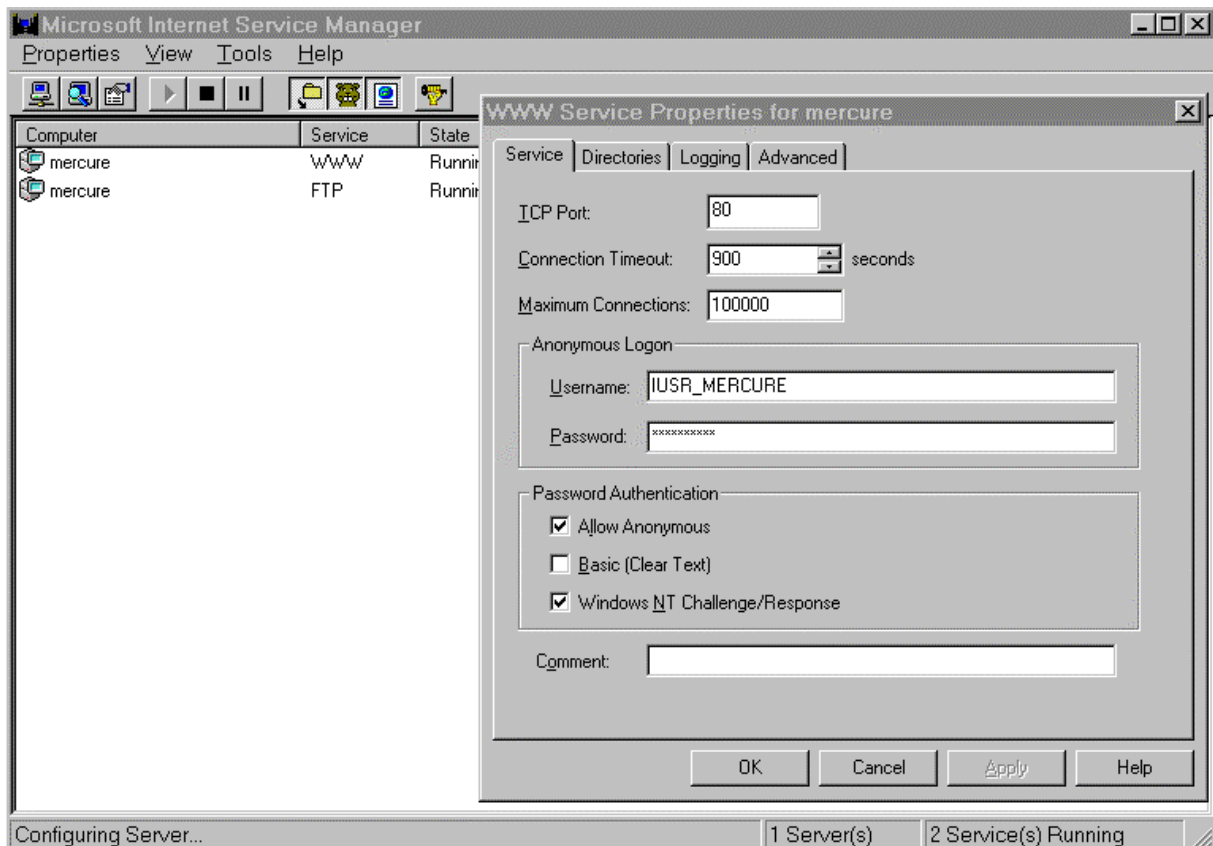 Microsoft Internet Service Manager
Properties View Tools Help
Computer Service State
mercure WWW Runnin
mercure FTP Runnin
WWW Service Properties for mercure
Service Directories Logging Advanced
TCP Port: 80
Connection Timeout: 900 seconds
Maximum Connections: 100000
Anonymous Logon
Username: IUSR_MERCURE
Password: **********
Password Authentication
Allow Anonymous
Basic (Clear Text)
Windows NT Challenge/Response
Comment:
OK Cancel Apply Help
Configuring Server... 1 Server(s) 2 Service(s) Running